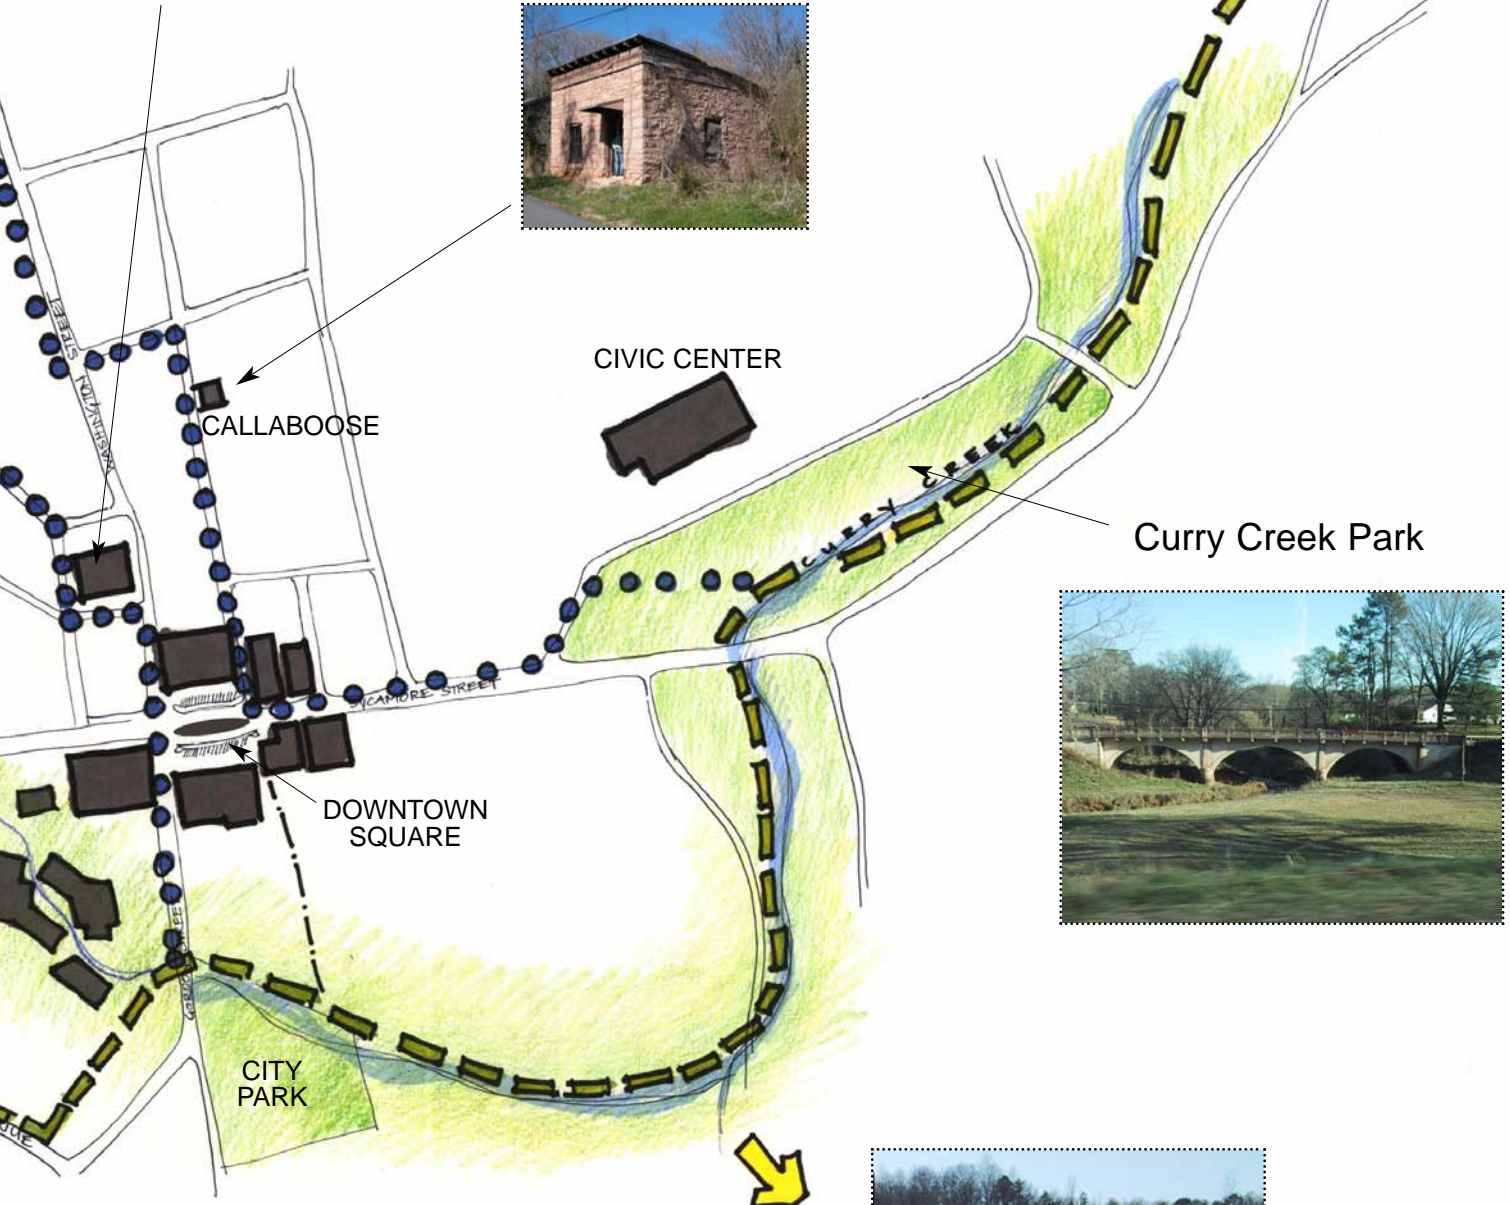 STREET
WASHINGTON
CIVIC CENTER
CALLABOOSE
CURRY CREEK
Curry Creek Park
SYCAMORE STREET
DOWNTOWN
SQUARE
CITY
PARK